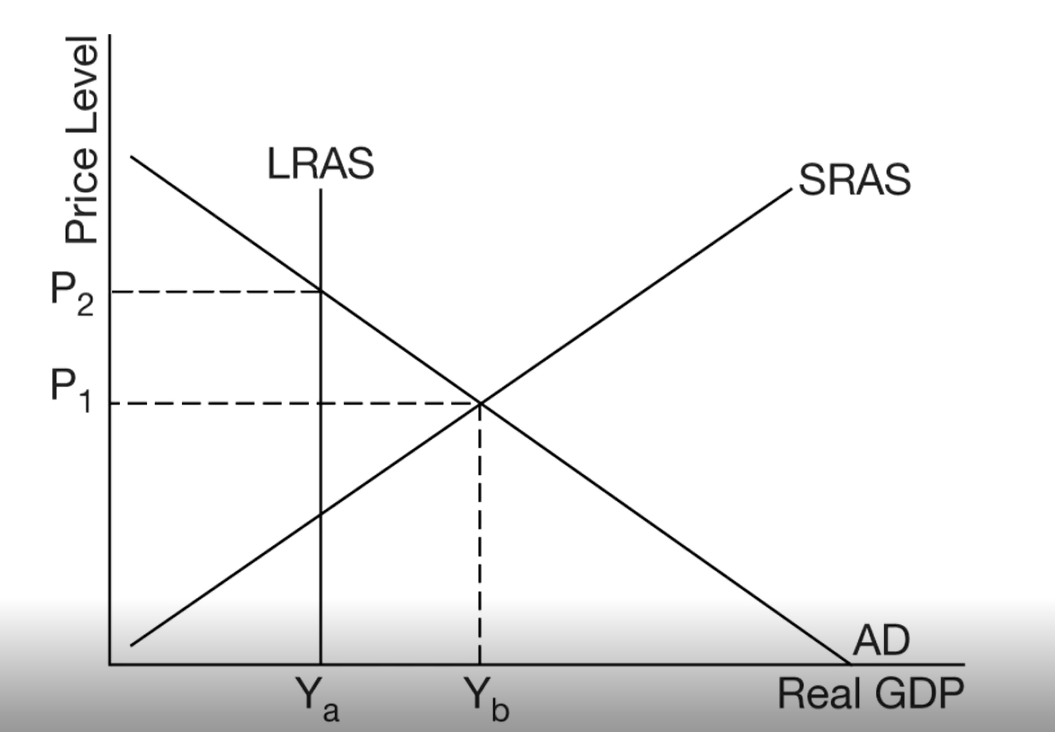 Price Level
LRAS
SRAS
P2
P1
AD
Ya
Yb
Real GDP